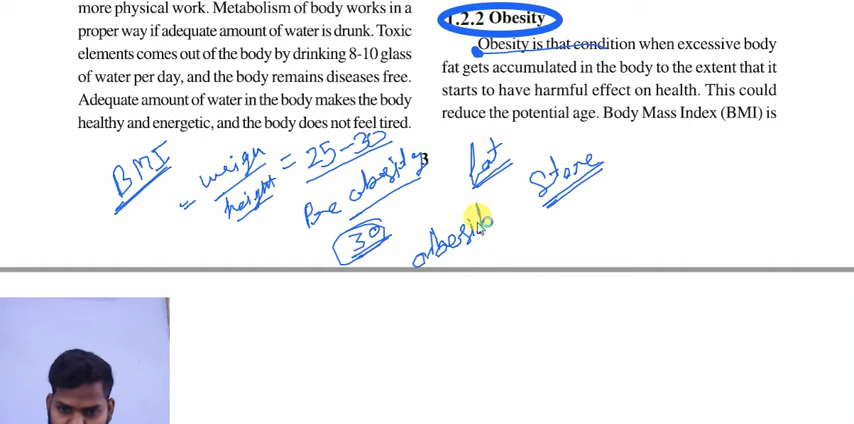 more physical work. Metabolism of body works in a
proper way if adequate amount of water is drunk. Toxic
elements comes out of the body by drinking 8-10 glass
of water per day, and the body remains diseases free.
Adequate amount of water in the body makes the body
healthy and energetic, and the body does not feel tired.
1.2.2 Obesity
Obesity is that condition when excessive body
fat gets accumulated in the body to the extent that it
starts to have harmful effect on health. This could
reduce the potential age. Body Mass Index (BMI) is
3
BMI
= weigh
height
= 25-30
Pre obesity
30
obesit
fat
Store